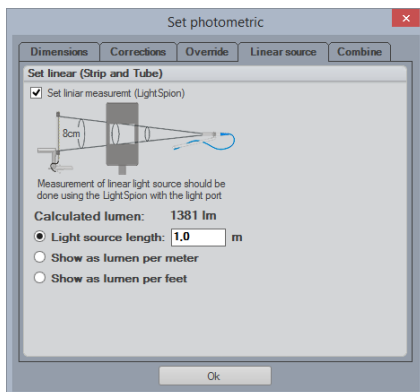 Set photometric
Dimensions Corrections Override Linear source Combine
Set linear (Strip and Tube)
Set liniar measuremt (LightSpion)
8cm
Measurement of linear light source should be
done using the LightSpion with the light port
Calculated lumen: 1381 lm
Light source length: 1.0 m
Show as lumen per meter
Show as lumen per feet
Ok